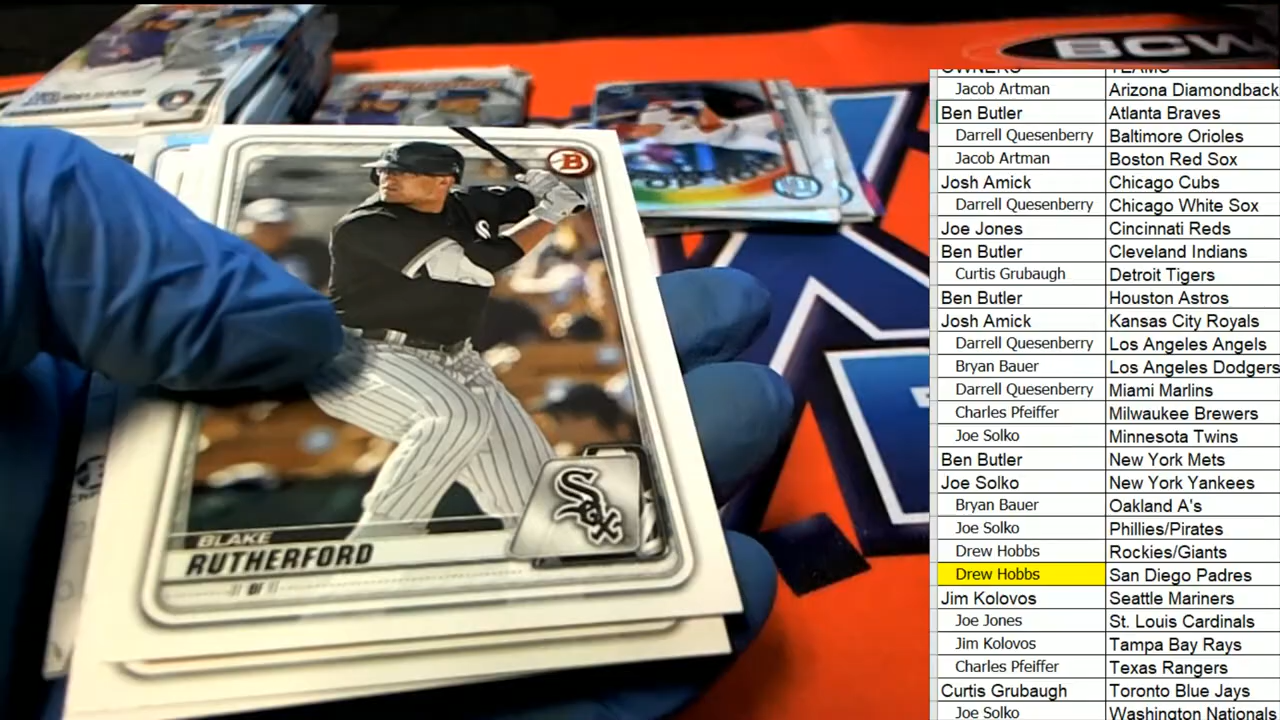 BCW
B
Sox
Sox
BLAKE
RUTHERFORD
OF
OWNERS TEAMS
Jacob Artman Arizona Diamondback
Ben Butler Atlanta Braves
Darrell Quesenberry Baltimore Orioles
Jacob Artman Boston Red Sox
Josh Amick Chicago Cubs
Darrell Quesenberry Chicago White Sox
Joe Jones Cincinnati Reds
Ben Butler Cleveland Indians
Curtis Grubaugh Detroit Tigers
Ben Butler Houston Astros
Josh Amick Kansas City Royals
Darrell Quesenberry Los Angeles Angels
Bryan Bauer Los Angeles Dodgers
Darrell Quesenberry Miami Marlins
Charles Pfeiffer Milwaukee Brewers
Joe Solko Minnesota Twins
Ben Butler New York Mets
Joe Solko New York Yankees
Bryan Bauer Oakland A's
Joe Solko Phillies/Pirates
Drew Hobbs Rockies/Giants
Drew Hobbs San Diego Padres
Jim Kolovos Seattle Mariners
Joe Jones St. Louis Cardinals
Jim Kolovos Tampa Bay Rays
Charles Pfeiffer Texas Rangers
Curtis Grubaugh Toronto Blue Jays
Joe Solko Washington Nationals